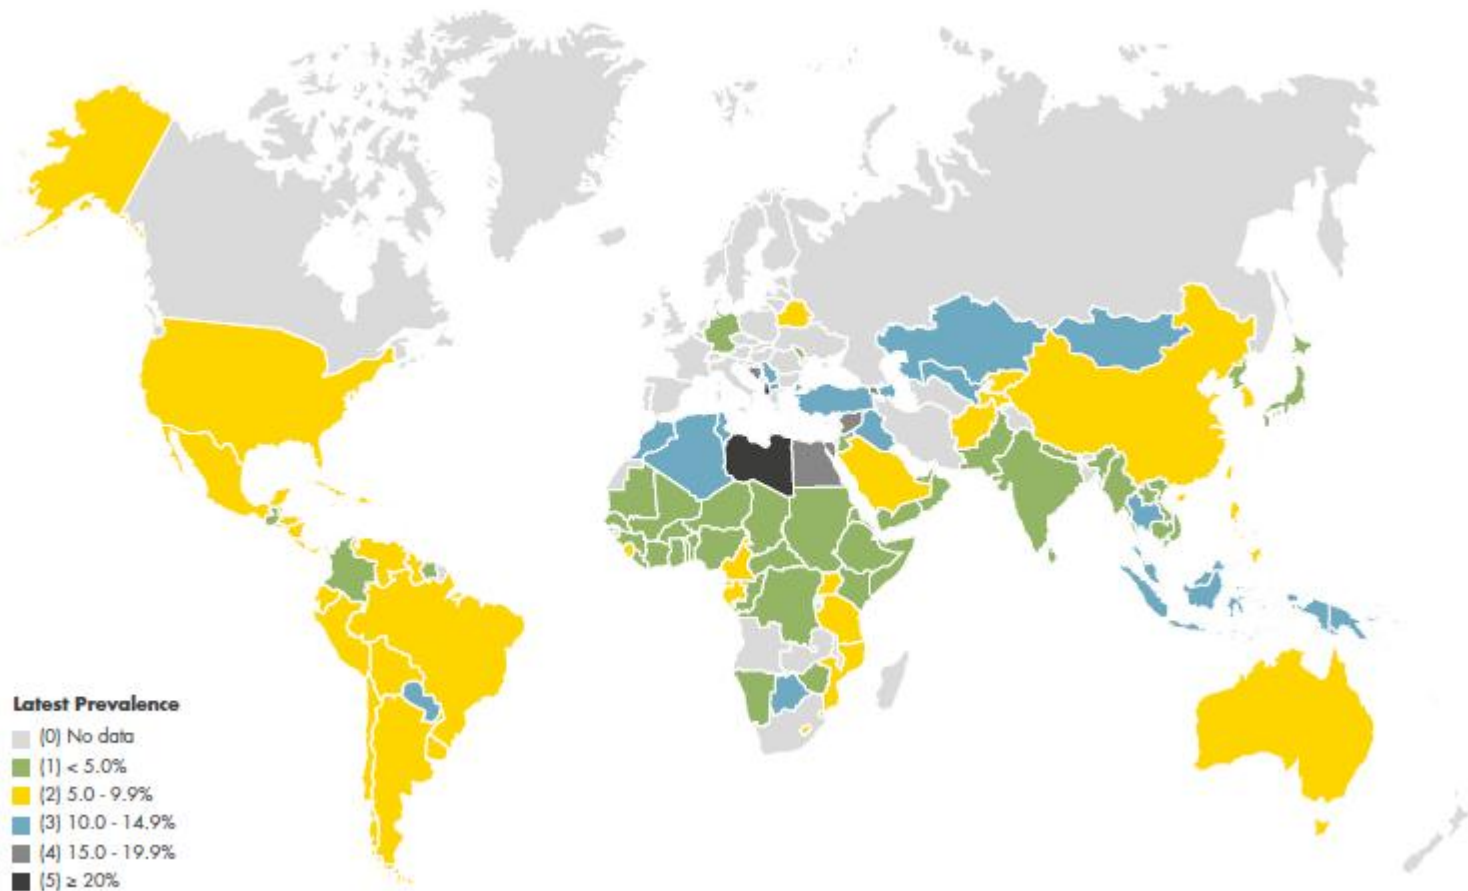 Latest Prevalence
(0) No data
(1) < 5.0%
(2) 5.0 - 9.9%
(3) 10.0 - 14.9%
(4) 15.0 - 19.9%
(5) ≥ 20%